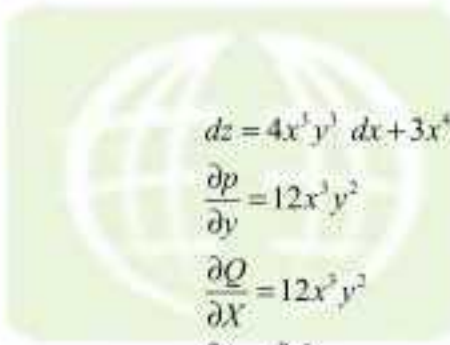 dz = 4x³y³ dx + 3x⁴
∂p/∂y = 12x³y²
∂Q/∂X = 12x³y²